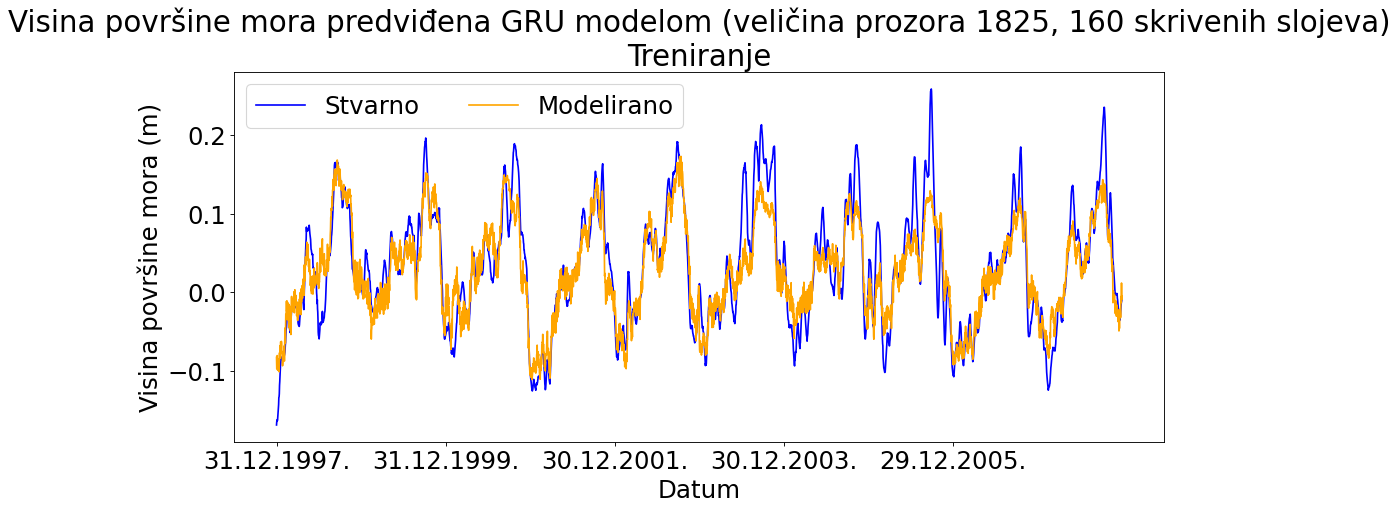 Visina površine mora predviđena GRU modelom (veličina prozora 1825, 160 skrivenih slojeva)
Treniranje
Stvarno
Modelirano
Visina površine mora (m)
0.2
0.1
0.0
−0.1
31.12.1997.
31.12.1999.
30.12.2001.
30.12.2003.
29.12.2005.
Datum